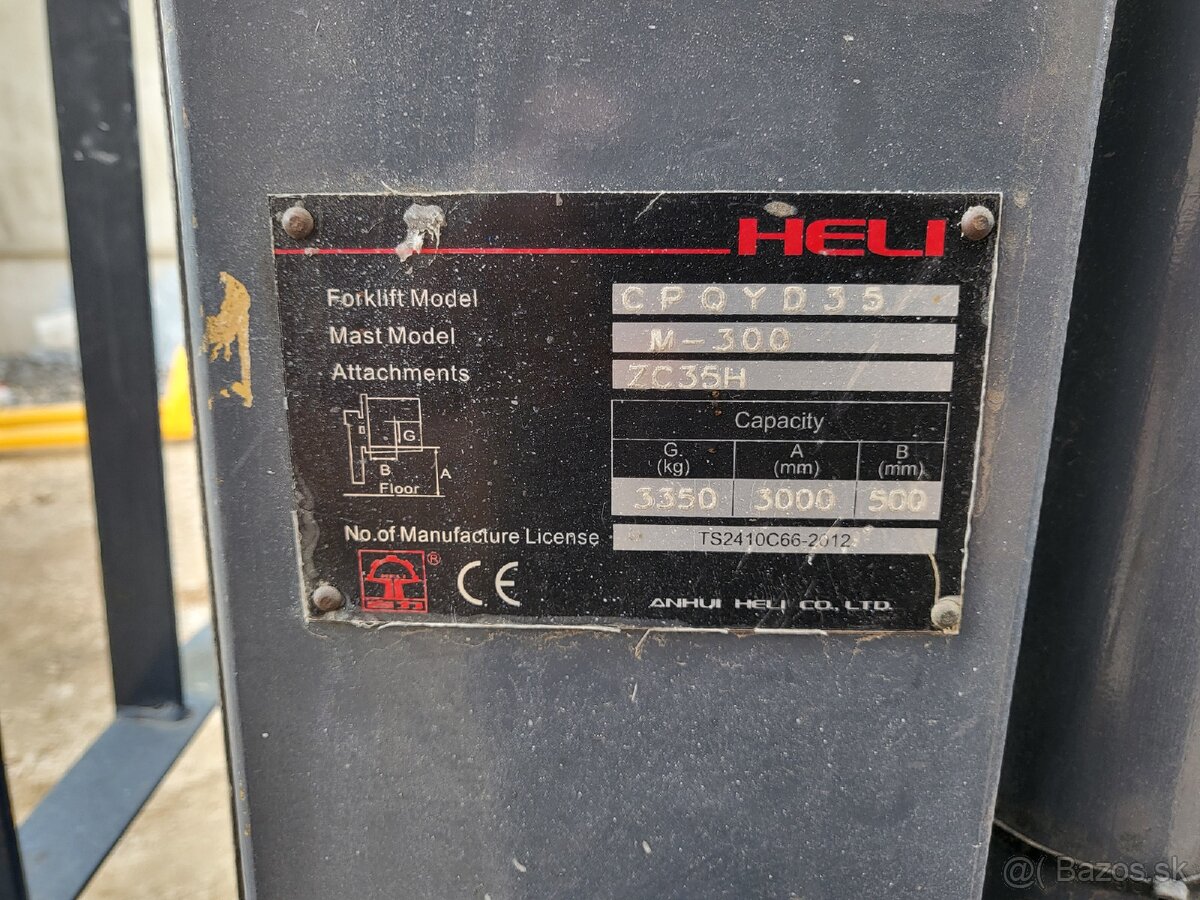 HELI
Forklift Model CPQYD35
Mast Model M-300
Attachments ZC35H
Capacity
G (kg) A (mm) B (mm)
3350 3000 500
G
B A
Floor
No.of Manufacture License TS2410C66-2012
HELI ® CE
ANHUI HELI CO.,LTD.
@( Bazos.sk